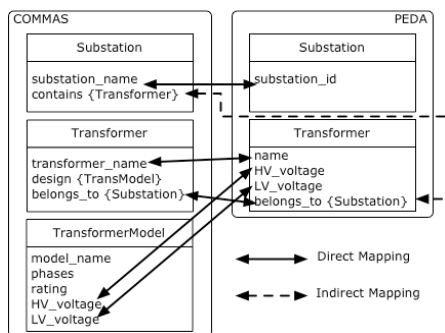 COMMAS
Substation
substation_name
contains {Transformer}
Transformer
transformer_name
design {TransModel}
belongs_to {Substation}
TransformerModel
model_name
phases
rating
HV_voltage
LV_voltage
PEDA
Substation
substation_id
Transformer
name
HV_voltage
LV_voltage
belongs_to {Substation}
Direct Mapping
Indirect Mapping